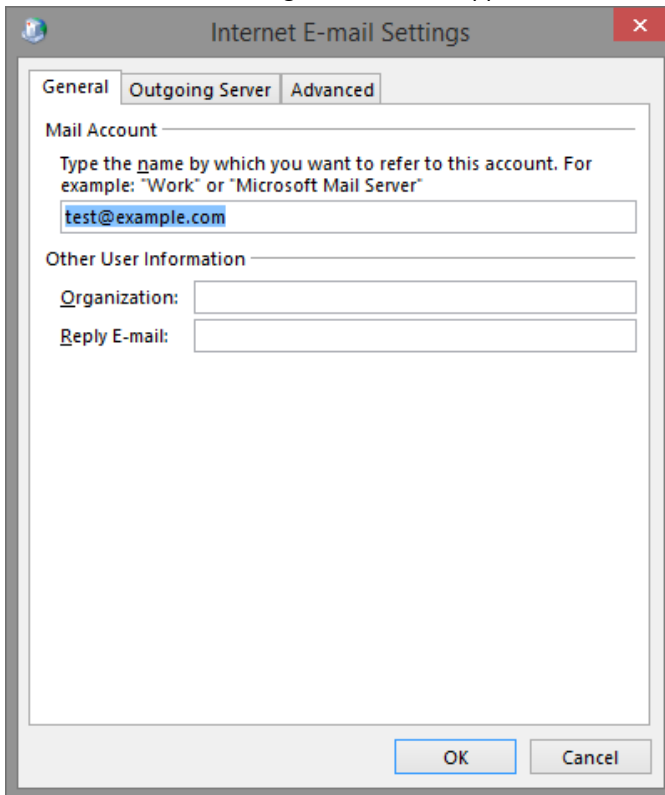 Internet E-mail Settings
General Outgoing Server Advanced
Mail Account
Type the name by which you want to refer to this account. For
example: "Work" or "Microsoft Mail Server"
test@example.com
Other User Information
Organization:
Reply E-mail:
OK Cancel